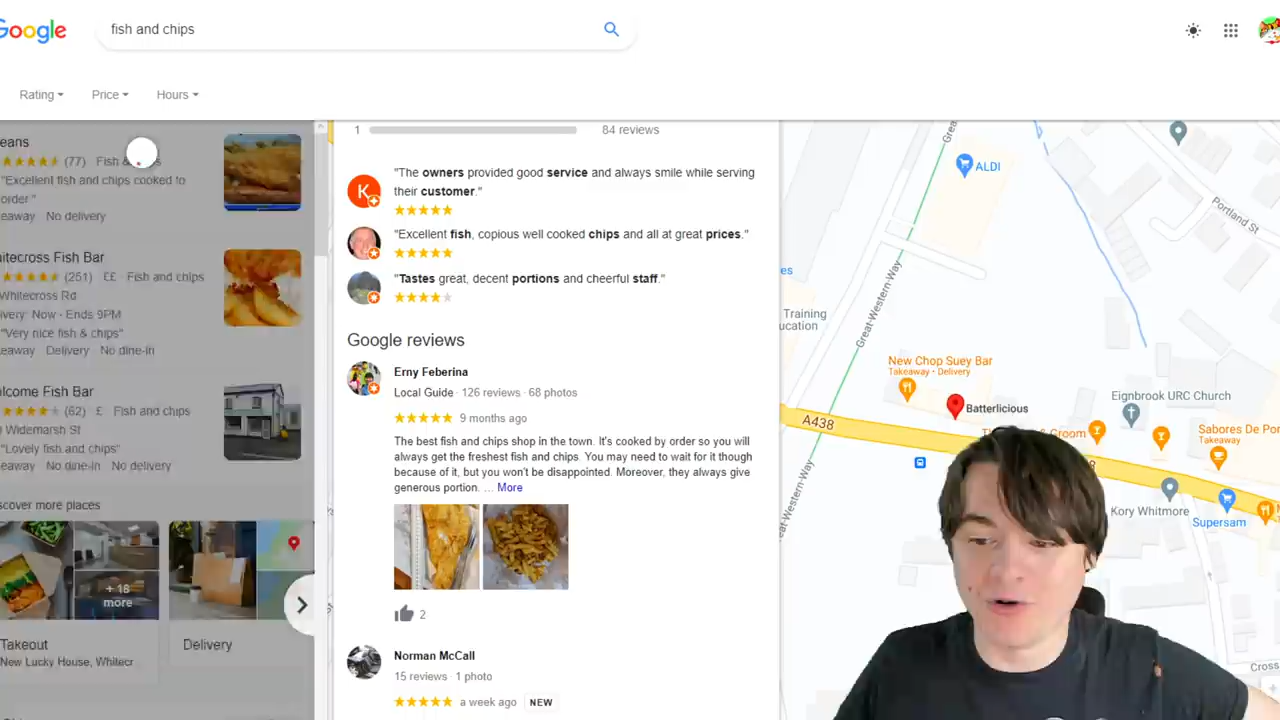 Google
fish and chips
Rating
Price
Hours
eans
(77) Fish &
"Excellent fish and chips cooked to
order"
eaway No delivery
itecross Fish Bar
(251) ££ · Fish and chips
Whitecross Rd
ivery: Now - Ends 9PM
"Very nice fish & chips"
eaway Delivery No dine-in
lcome Fish Bar
(62) £ Fish and chips
Widemarsh St
"Lovely fish and chips"
eaway No dine-in No delivery
scover more places
+ 18
more
Takeout
New Lucky House, Whitecr
Delivery
1 84 reviews
"The owners provided good service and always smile while serving
their customer."
K
"Excellent fish, copious well cooked chips and all at great prices."
"Tastes great, decent portions and cheerful staff."
Google reviews
Erny Feberina
Local Guide · 126 reviews · 68 photos
9 months ago
The best fish and chips shop in the town. It's cooked by order so you will
always get the freshest fish and chips. You may need to wait for it though
because of it, but you won't be disappointed. Moreover, they always give
generous portion. ... More
2
Norman McCall
15 reviews · 1 photo
a week ago NEW
ALDI
Portland St
es
Training
ucation
Great-Western-Way
New Chop Suey Bar
Takeaway · Delivery
Batterlicious
Groom
A438
Eignbrook URC Church
Sabores De Por
Takeaway
Kory Whitmore
Supersam
eat-Western-Way
Cross